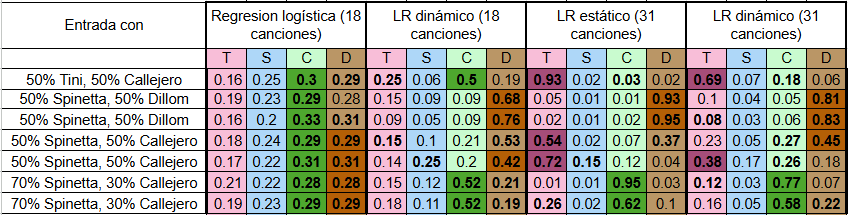 Entrada con Regresion logística (18 canciones) LR dinámico (18 canciones) LR estático (31 canciones) LR dinámico (31 canciones)
T S C D T S C D T S C D T S C D
50% Tini, 50% Callejero 0.16 0.25 0.3 0.29 0.25 0.06 0.5 0.19 0.93 0.02 0.03 0.02 0.69 0.07 0.18 0.06
50% Spinetta, 50% Dillom 0.19 0.23 0.29 0.28 0.15 0.09 0.09 0.68 0.05 0.01 0.01 0.93 0.1 0.04 0.05 0.81
50% Spinetta, 50% Dillom 0.16 0.2 0.33 0.31 0.09 0.05 0.09 0.76 0.02 0.01 0.02 0.95 0.08 0.03 0.06 0.83
50% Spinetta, 50% Callejero 0.18 0.24 0.29 0.29 0.15 0.1 0.21 0.53 0.54 0.02 0.07 0.37 0.23 0.05 0.27 0.45
50% Spinetta, 50% Callejero 0.17 0.22 0.31 0.31 0.14 0.25 0.2 0.42 0.72 0.15 0.12 0.04 0.38 0.17 0.26 0.18
70% Spinetta, 30% Callejero 0.21 0.22 0.28 0.28 0.15 0.12 0.52 0.21 0.01 0.01 0.95 0.03 0.12 0.03 0.77 0.07
70% Spinetta, 30% Callejero 0.19 0.23 0.29 0.29 0.18 0.11 0.52 0.19 0.26 0.02 0.62 0.1 0.16 0.05 0.58 0.22